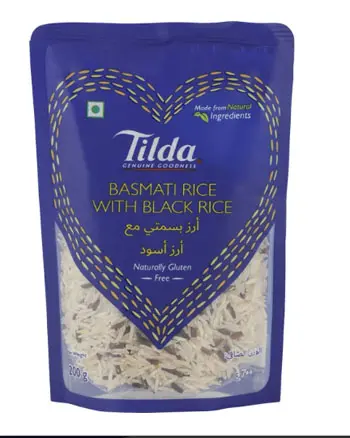 Made from Natural
Ingredients
Tilda
GENUINE GOODNESS
BASMATI RICE
WITH BLACK RICE
أرز بسمتي مع
أرز أسود
Naturally Gluten
Free
200 g